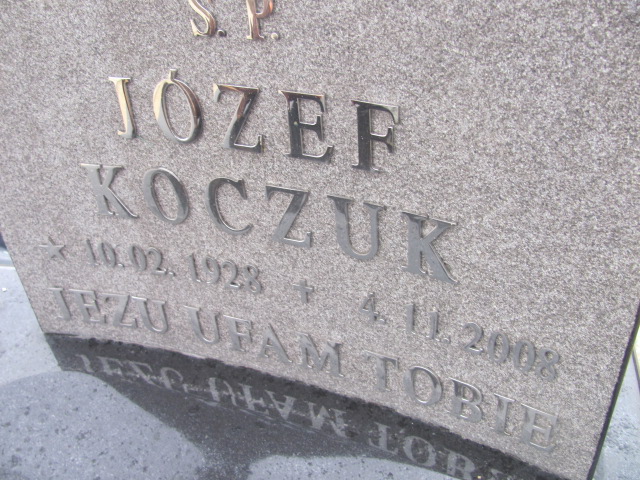 Ś.P.
JÓZEF
KOCZUK
★ 10.02.1928 ✝ 4.11.2008
JEZU UFAM TOBIE